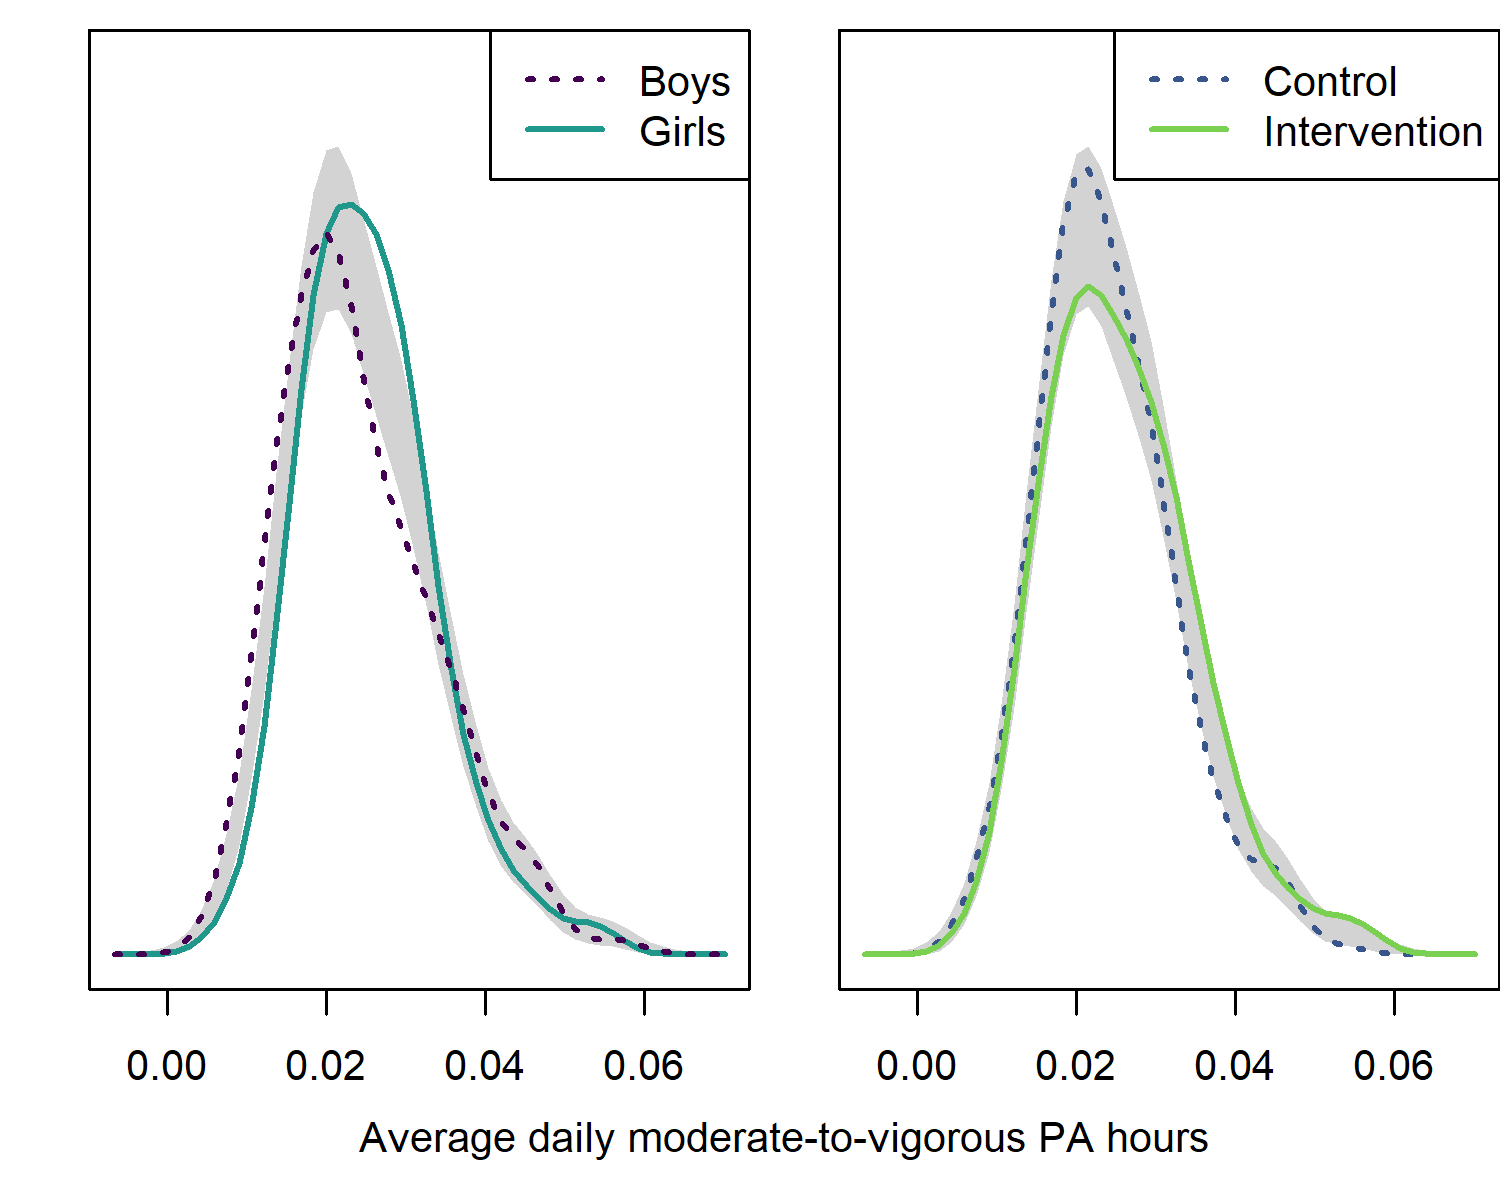 Boys
Girls
Control
Intervention
0.00 0.02 0.04 0.06
0.00 0.02 0.04 0.06
Average daily moderate-to-vigorous PA hours